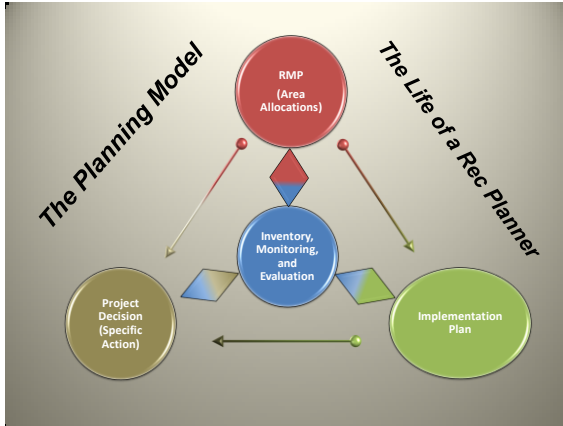 The Planning Model
The Life of a Rec Planner
RMP
(Area
Allocations)
Inventory,
Monitoring,
and
Evaluation
Project
Decision
(Specific
Action)
Implementation
Plan